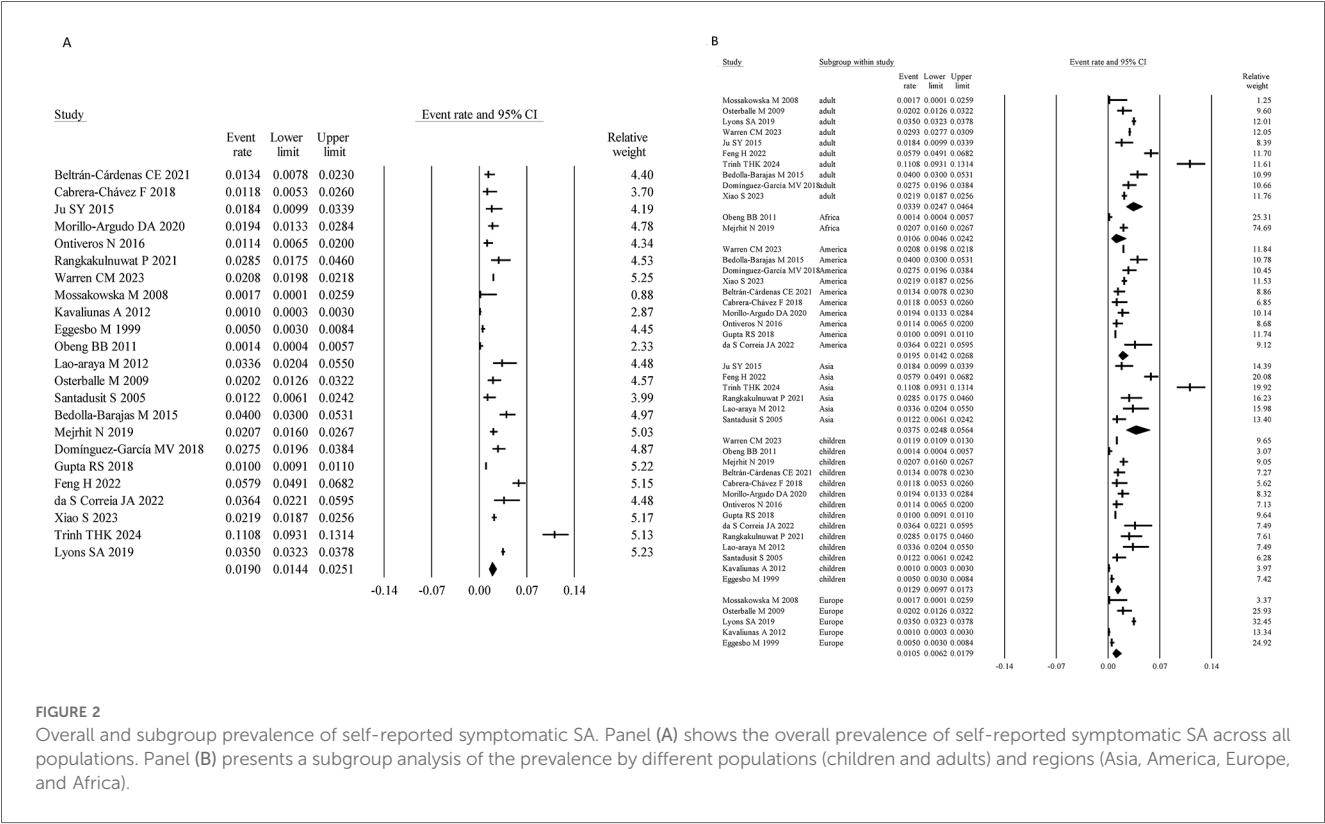 A
Study
Event rate and 95% CI
Event Lower Upper Relative
rate limit limit weight
Beltrán-Cárdenas CE 2021 0.0134 0.0078 0.0230 4.40
Cabrera-Chávez F 2018 0.0118 0.0053 0.0260 3.70
Ju SY 2015 0.0184 0.0099 0.0339 4.19
Morillo-Argudo DA 2020 0.0194 0.0133 0.0284 4.78
Ontiveros N 2016 0.0114 0.0065 0.0200 4.34
Rangkakulnuwat P 2021 0.0285 0.0175 0.0460 4.53
Warren CM 2023 0.0208 0.0198 0.0218 5.25
Mossakowska M 2008 0.0017 0.0001 0.0259 0.88
Kavaliunas A 2012 0.0010 0.0003 0.0030 2.87
Eggesbo M 1999 0.0050 0.0030 0.0084 4.45
Obeng BB 2011 0.0014 0.0004 0.0057 2.33
Lao-araya M 2012 0.0336 0.0204 0.0550 4.48
Osterballe M 2009 0.0202 0.0126 0.0322 4.57
Santadusit S 2005 0.0122 0.0061 0.0242 3.99
Bedolla-Barajas M 2015 0.0400 0.0300 0.0531 4.97
Mejrhit N 2019 0.0207 0.0160 0.0267 5.03
Domínguez-García MV 2018 0.0275 0.0196 0.0384 4.87
Gupta RS 2018 0.0100 0.0091 0.0110 5.22
Feng H 2022 0.0579 0.0491 0.0682 5.15
da S Correia JA 2022 0.0364 0.0221 0.0595 4.48
Xiao S 2023 0.0219 0.0187 0.0256 5.17
Trinh THK 2024 0.1108 0.0931 0.1314 5.13
Lyons SA 2019 0.0350 0.0323 0.0378 5.23
0.0190 0.0144 0.0251
-0.14 -0.07 0.00 0.07 0.14
B
Study Subgroup within study Event rate and 95% CI
Event Lower Upper Relative
rate limit limit weight
Mossakowska M 2008 adult 0.0017 0.0001 0.0259 1.25
Osterballe M 2009 adult 0.0202 0.0126 0.0322 9.60
Lyons SA 2019 adult 0.0350 0.0323 0.0378 12.01
Warren CM 2023 adult 0.0293 0.0277 0.0309 12.05
Ju SY 2015 adult 0.0184 0.0099 0.0339 8.39
Feng H 2022 adult 0.0579 0.0491 0.0682 11.70
Trinh THK 2024 adult 0.1108 0.0931 0.1314 11.61
Bedolla-Barajas M 2015 adult 0.0400 0.0300 0.0531 10.99
Domínguez-García MV 2018 adult 0.0275 0.0196 0.0384 10.66
Xiao S 2023 adult 0.0219 0.0187 0.0256 11.76
0.0339 0.0247 0.0464
Obeng BB 2011 Africa 0.0014 0.0004 0.0057 25.31
Mejrhit N 2019 Africa 0.0207 0.0160 0.0267 74.69
0.0106 0.0046 0.0242
Warren CM 2023 America 0.0208 0.0198 0.0218 11.84
Bedolla-Barajas M 2015 America 0.0400 0.0300 0.0531 10.78
Domínguez-García MV 2018 America 0.0275 0.0196 0.0384 10.45
Xiao S 2023 America 0.0219 0.0187 0.0256 11.53
Beltrán-Cárdenas CE 2021 America 0.0134 0.0078 0.0230 8.86
Cabrera-Chávez F 2018 America 0.0118 0.0053 0.0260 6.85
Morillo-Argudo DA 2020 America 0.0194 0.0133 0.0284 10.14
Ontiveros N 2016 America 0.0114 0.0065 0.0200 8.68
Gupta RS 2018 America 0.0100 0.0091 0.0110 11.74
da S Correia JA 2022 America 0.0364 0.0221 0.0595 9.12
0.0195 0.0142 0.0268
Ju SY 2015 Asia 0.0184 0.0099 0.0339 14.39
Feng H 2022 Asia 0.0579 0.0491 0.0682 20.08
Trinh THK 2024 Asia 0.1108 0.0931 0.1314 19.92
Rangkakulnuwat P 2021 Asia 0.0285 0.0175 0.0460 16.23
Lao-araya M 2012 Asia 0.0336 0.0204 0.0550 15.98
Santadusit S 2005 Asia 0.0122 0.0061 0.0242 13.40
0.0375 0.0248 0.0564
Warren CM 2023 children 0.0119 0.0109 0.0130 9.65
Obeng BB 2011 children 0.0014 0.0004 0.0057 3.07
Mejrhit N 2019 children 0.0207 0.0160 0.0267 9.05
Beltrán-Cárdenas CE 2021 children 0.0134 0.0078 0.0230 7.27
Cabrera-Chávez F 2018 children 0.0118 0.0053 0.0260 5.62
Morillo-Argudo DA 2020 children 0.0194 0.0133 0.0284 8.32
Ontiveros N 2016 children 0.0114 0.0065 0.0200 7.13
Gupta RS 2018 children 0.0100 0.0091 0.0110 9.64
da S Correia JA 2022 children 0.0364 0.0221 0.0595 7.49
Rangkakulnuwat P 2021 children 0.0285 0.0175 0.0460 7.61
Lao-araya M 2012 children 0.0336 0.0204 0.0550 7.49
Santadusit S 2005 children 0.0122 0.0061 0.0242 6.28
Kavaliunas A 2012 children 0.0010 0.0003 0.0030 3.97
Eggesbo M 1999 children 0.0050 0.0030 0.0084 7.42
0.0129 0.0097 0.0173
Mossakowska M 2008 Europe 0.0017 0.0001 0.0259 3.37
Osterballe M 2009 Europe 0.0202 0.0126 0.0322 25.93
Lyons SA 2019 Europe 0.0350 0.0323 0.0378 32.45
Kavaliunas A 2012 Europe 0.0010 0.0003 0.0030 13.34
Eggesbo M 1999 Europe 0.0050 0.0030 0.0084 24.92
0.0105 0.0062 0.0179
-0.14 -0.07 0.00 0.07 0.14
FIGURE 2
Overall and subgroup prevalence of self-reported symptomatic SA. Panel (A) shows the overall prevalence of self-reported symptomatic SA across all
populations. Panel (B) presents a subgroup analysis of the prevalence by different populations (children and adults) and regions (Asia, America, Europe,
and Africa).